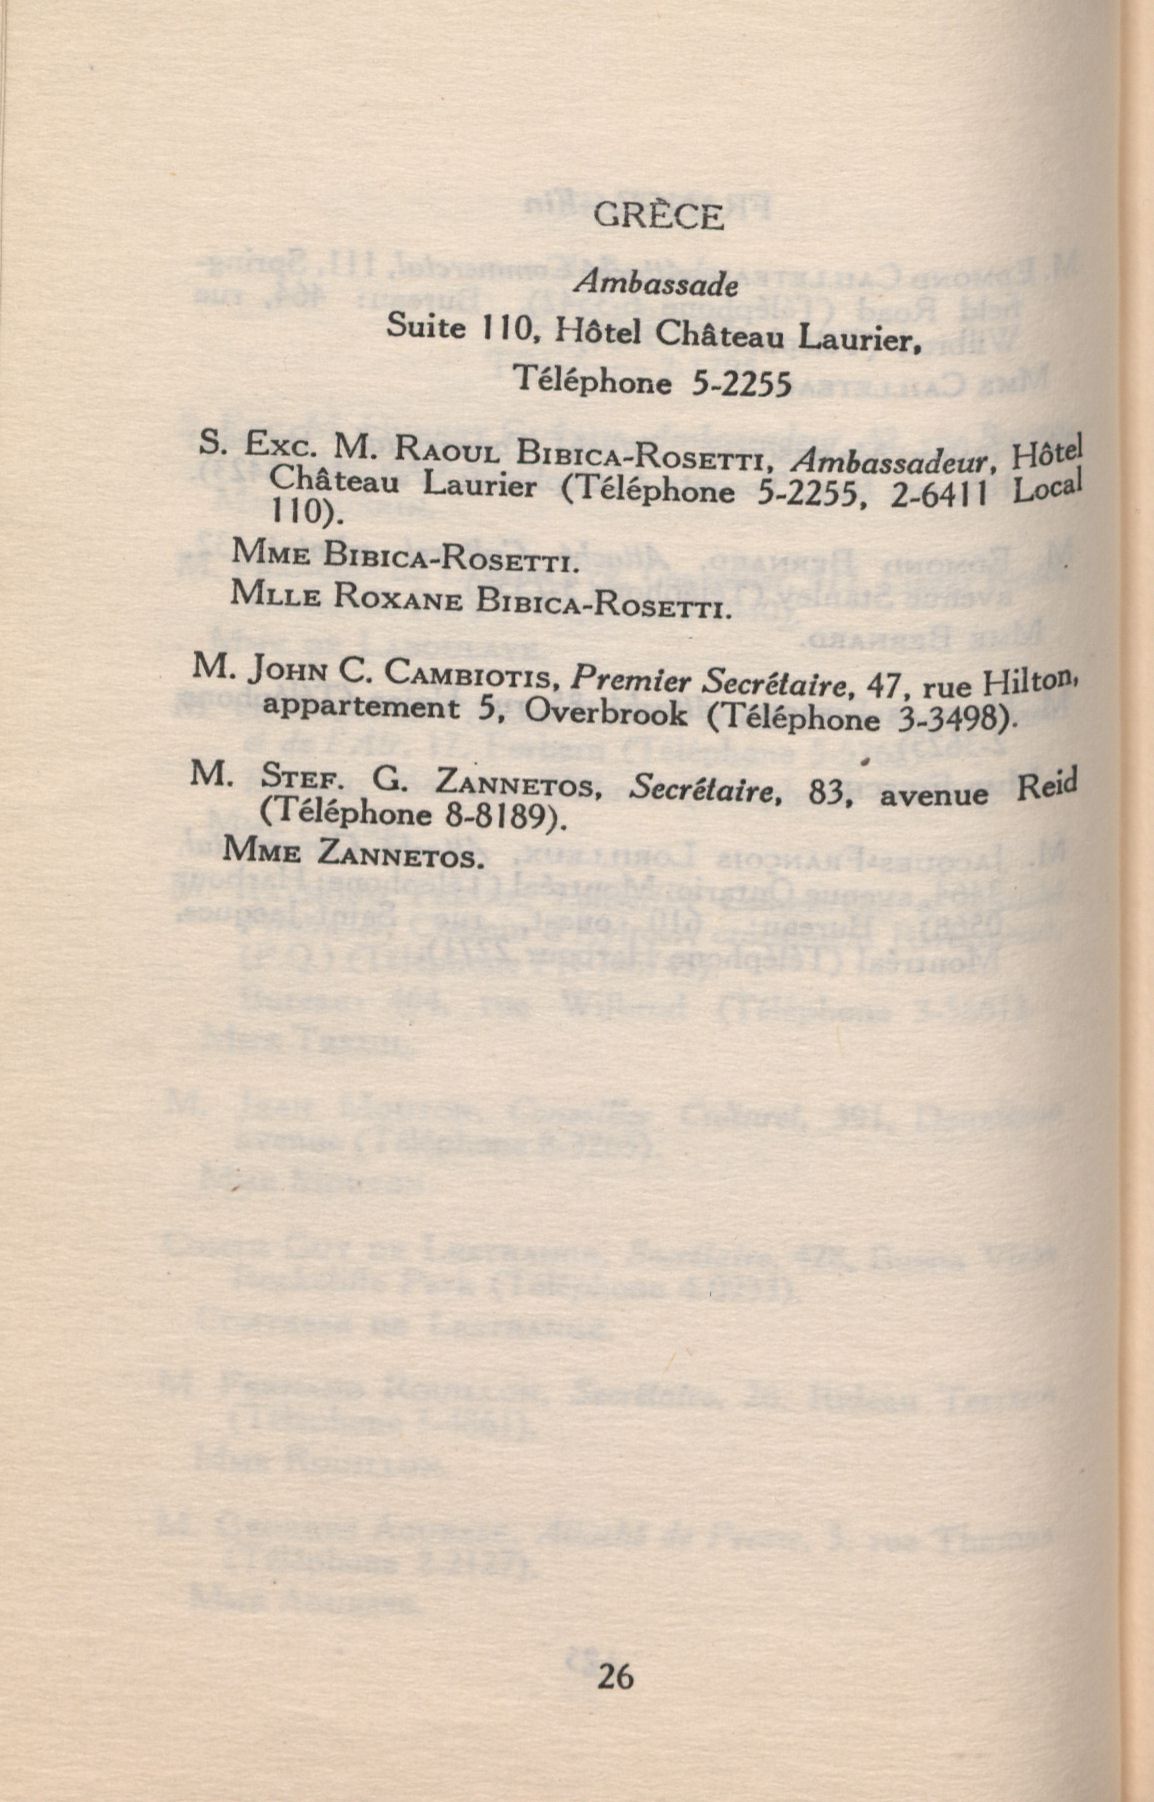 GRÈCE
Ambassade
Suite 110, Hôtel Château Laurier,
Téléphone 5-2255
S. Exc. M. Raoul Bibica-Rosetti, Ambassadeur, Hôtel
Château Laurier (Téléphone 5-2255, 2-6411 Local
110).
Mme Bibica-Rosetti.
Mlle Roxane Bibica-Rosetti.
M. John C. Cambiotis, Premier Secrétaire, 47, rue Hilton,
appartement 5, Overbrook (Téléphone 3-3498).
M. Stef. G. Zannetos, Secrétaire, 83, avenue Reid
(Téléphone 8-8189).
Mme Zannetos.
26